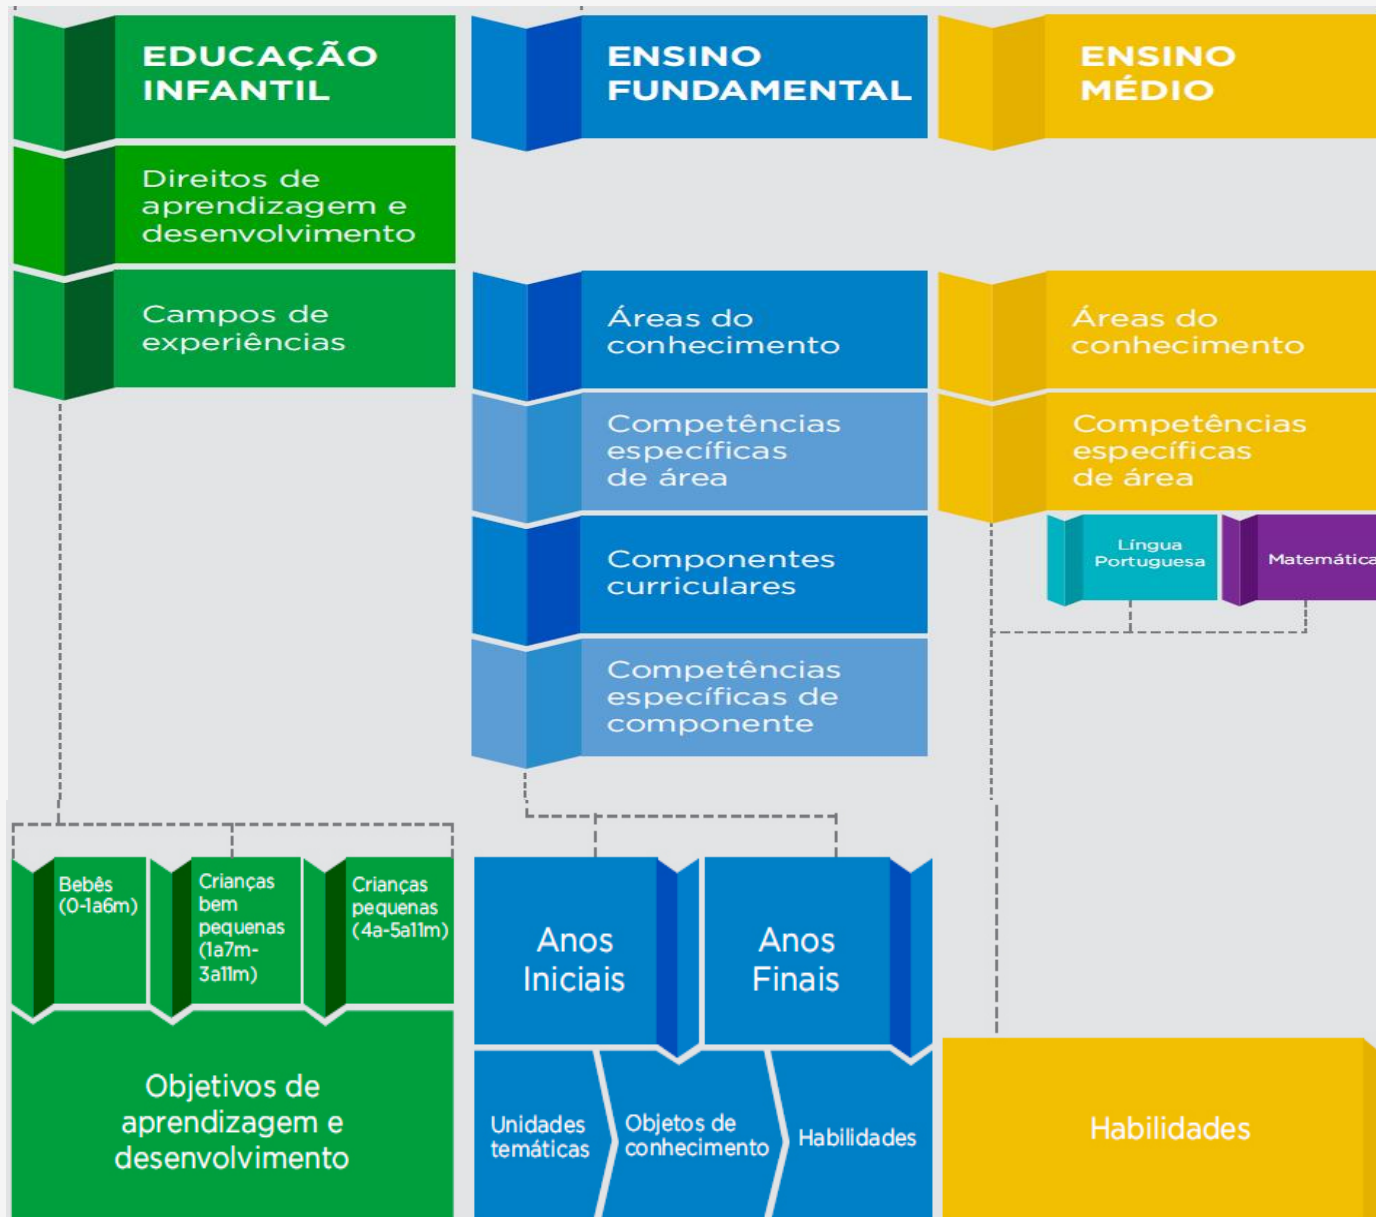 EDUCAÇÃO
INFANTIL
Direitos de
aprendizagem e
desenvolvimento
Campos de
experiências
Bebês
(0-1a6m)
Crianças
bem
pequenas
(1a7m-
3a11m)
Crianças
pequenas
(4a-5a11m)
Objetivos de
aprendizagem e
desenvolvimento
ENSINO
FUNDAMENTAL
Áreas do
conhecimento
Competências
específicas
de área
Componentes
curriculares
Competências
específicas de
componente
Anos
Iniciais
Anos
Finais
Unidades
temáticas
Objetos de
conhecimento
Habilidades
ENSINO
MÉDIO
Áreas do
conhecimento
Competências
específicas
de área
Língua
Portuguesa
Matemática
Habilidades